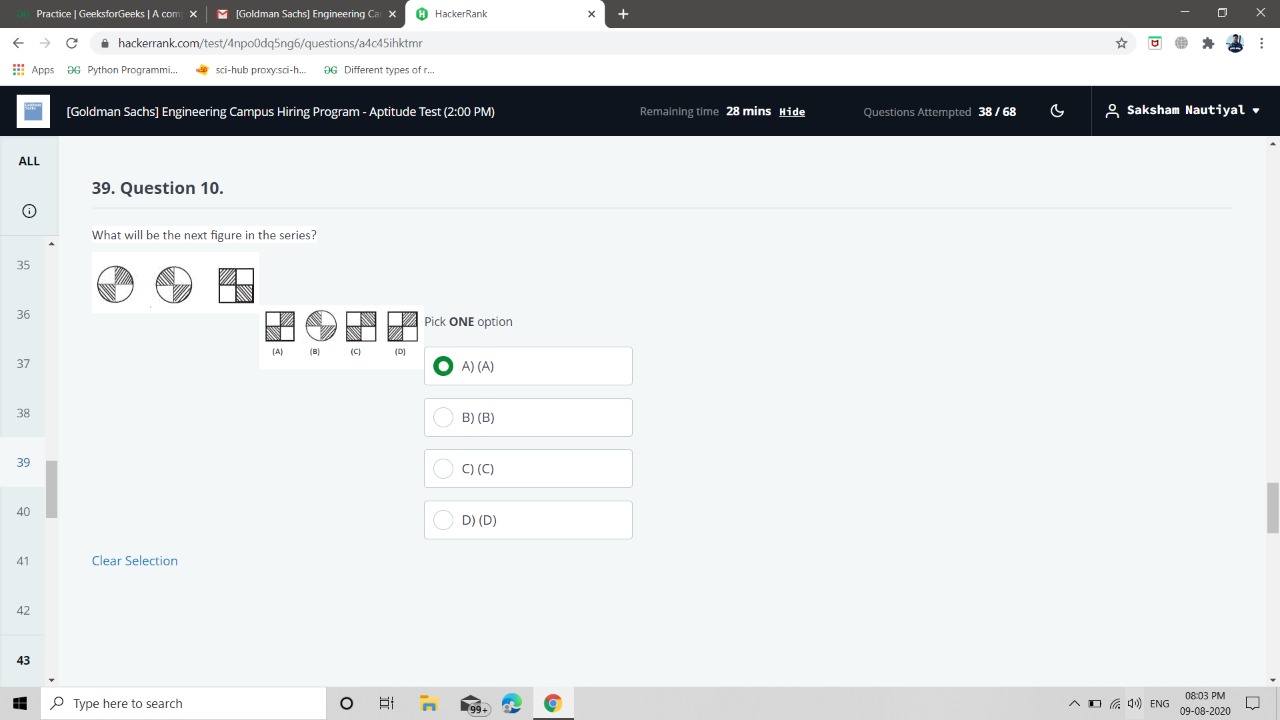 Practice | GeeksforGeeks | A com
[Goldman Sachs] Engineering Ca
HackerRank
hackerrank.com/test/4npo0dq5ng6/questions/a4c45ihktmr
Apps
Python Programmi...
sci-hub proxy:sci-h...
Different types of r...
[Goldman Sachs] Engineering Campus Hiring Program - Aptitude Test (2:00 PM)
Remaining time 28 mins Hide
Questions Attempted 38 / 68
Saksham Nautiyal
ALL
39. Question 10.
What will be the next figure in the series?
(A) (B) (C) (D)
Pick ONE option
A) (A)
B) (B)
C) (C)
D) (D)
Clear Selection
35
36
37
38
39
40
41
42
43
Type here to search
99+
ENG
08:03 PM
09-08-2020